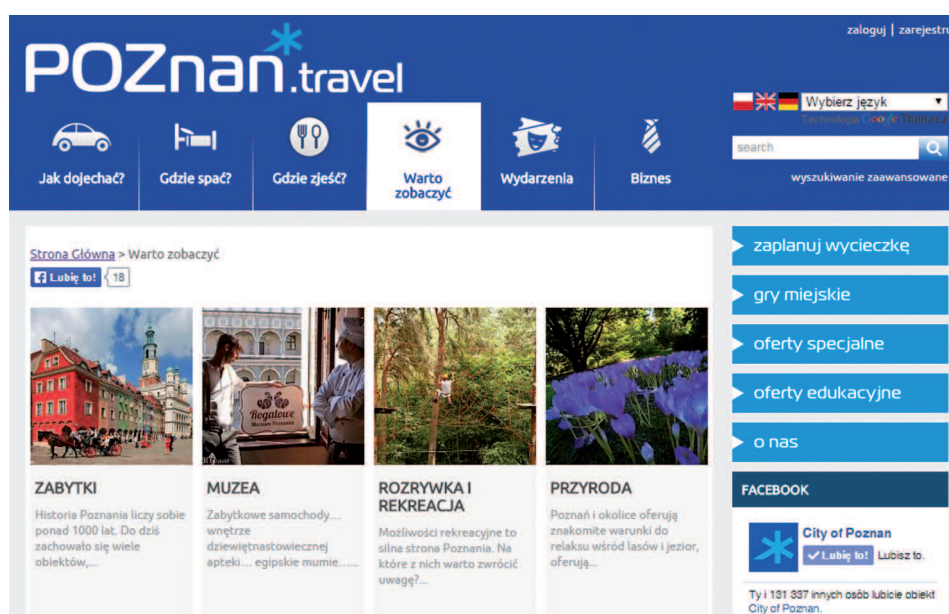 zaloguj | zarejestru
POZnan*.travel
Wybierz język
Technologia Google Tłumacz
search
wyszukiwanie zaawansowane
Jak dojechać?
Gdzie spać?
Gdzie zjeść?
Warto
zobaczyć
Wydarzenia
Biznes
Strona Główna > Warto zobaczyć
Lubię to! 18
Rogalowe
Muzeum Poznania
ZABYTKI
Historia Poznania liczy sobie
ponad 1000 lat. Do dziś
zachowało się wiele
obiektów,...
MUZEA
Zabytkowe samochody...
wnętrze
dziewiętnastowiecznej
apteki... egipskie mumie......
ROZRYWKA I
REKREACJA
Możliwości rekreacyjne to
silna strona Poznania. Na
które z nich warto zwrócić
uwagę?...
PRZYRODA
Poznań i okolice oferują
znakomite warunki do
relaksu wśród lasów i jezior,
oferują...
zaplanuj wycieczkę
gry miejskie
oferty specjalne
oferty edukacyjne
o nas
FACEBOOK
City of Poznan
Lubię to! Lubisz to.
Ty i 131 337 innych osób lubicie obiekt
City of Poznan.